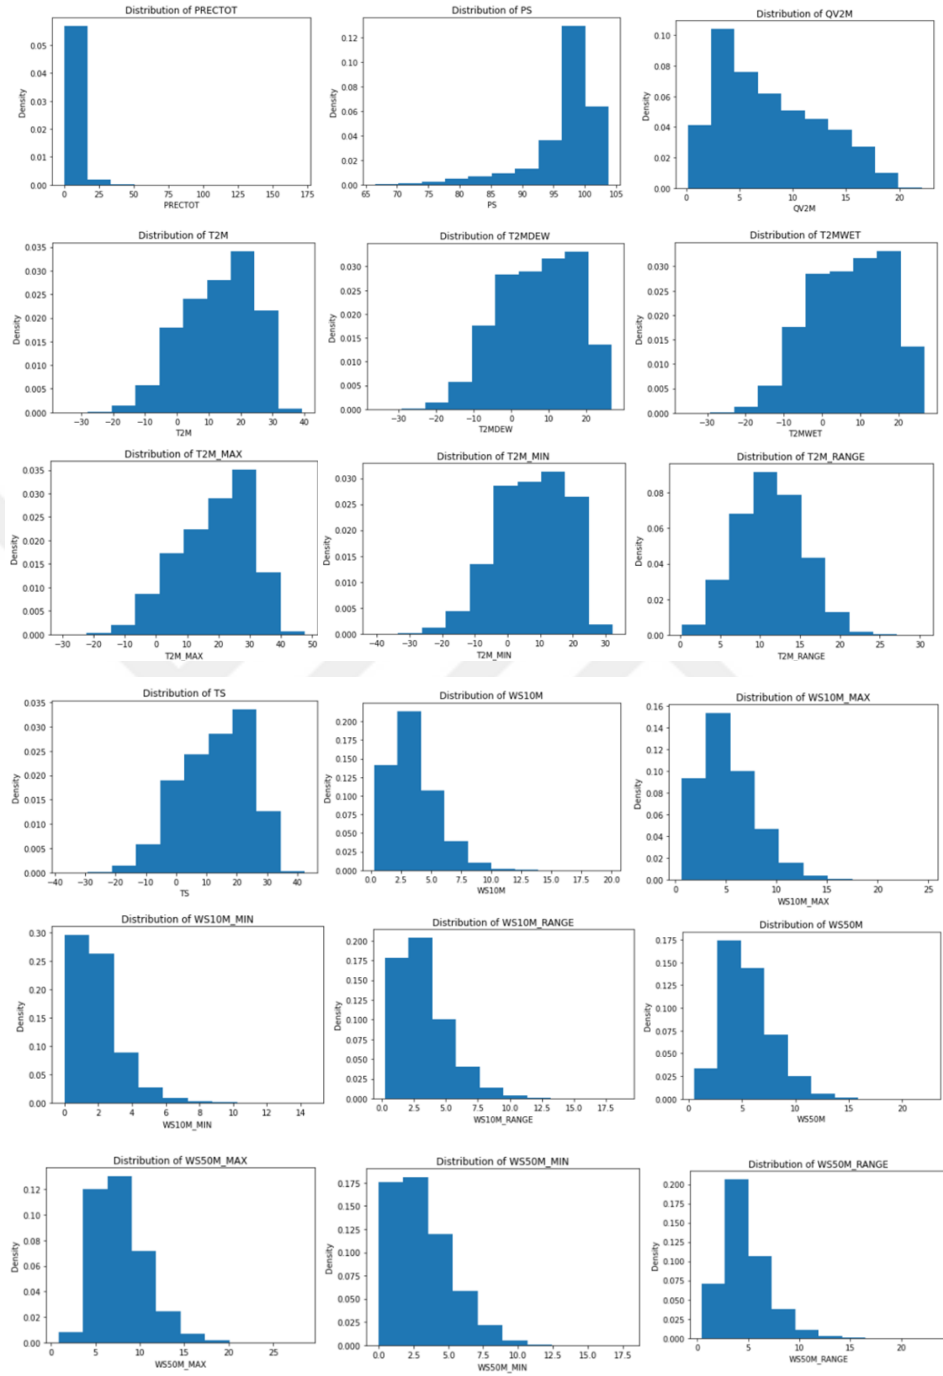 Distribution of PRECTOT
Density
0.05
0.04
0.03
0.02
0.01
0.00
0 25 50 75 100 125 150 175
PRECTOT
Distribution of PS
Density
0.12
0.10
0.08
0.06
0.04
0.02
0.00
65 70 75 80 85 90 95 100 105
PS
Distribution of QV2M
Density
0.10
0.08
0.06
0.04
0.02
0.00
0 5 10 15 20
QV2M
Distribution of T2M
Density
0.035
0.030
0.025
0.020
0.015
0.010
0.005
0.000
−30 −20 −10 0 10 20 30 40
T2M
Distribution of T2MDEW
Density
0.030
0.025
0.020
0.015
0.010
0.005
0.000
−30 −20 −10 0 10 20
T2MDEW
Distribution of T2MWET
Density
0.030
0.025
0.020
0.015
0.010
0.005
0.000
−30 −20 −10 0 10 20
T2MWET
Distribution of T2M_MAX
Density
0.035
0.030
0.025
0.020
0.015
0.010
0.005
0.000
−30 −20 −10 0 10 20 30 40 50
T2M_MAX
Distribution of T2M_MIN
Density
0.030
0.025
0.020
0.015
0.010
0.005
0.000
−40 −30 −20 −10 0 10 20 30
T2M_MIN
Distribution of T2M_RANGE
Density
0.08
0.06
0.04
0.02
0.00
0 5 10 15 20 25 30
T2M_RANGE
Distribution of TS
Density
0.035
0.030
0.025
0.020
0.015
0.010
0.005
0.000
−40 −30 −20 −10 0 10 20 30 40
TS
Distribution of WS10M
Density
0.200
0.175
0.150
0.125
0.100
0.075
0.050
0.025
0.000
0.0 2.5 5.0 7.5 10.0 12.5 15.0 17.5 20.0
WS10M
Distribution of WS10M_MAX
Density
0.16
0.14
0.12
0.10
0.08
0.06
0.04
0.02
0.00
0 5 10 15 20 25
WS10M_MAX
Distribution of WS10M_MIN
Density
0.30
0.25
0.20
0.15
0.10
0.05
0.00
0 2 4 6 8 10 12 14
WS10M_MIN
Distribution of WS10M_RANGE
Density
0.200
0.175
0.150
0.125
0.100
0.075
0.050
0.025
0.000
0.0 2.5 5.0 7.5 10.0 12.5 15.0 17.5
WS10M_RANGE
Distribution of WS50M
Density
0.175
0.150
0.125
0.100
0.075
0.050
0.025
0.000
0 5 10 15 20
WS50M
Distribution of WS50M_MAX
Density
0.12
0.10
0.08
0.06
0.04
0.02
0.00
0 5 10 15 20 25
WS50M_MAX
Distribution of WS50M_MIN
Density
0.175
0.150
0.125
0.100
0.075
0.050
0.025
0.000
0.0 2.5 5.0 7.5 10.0 12.5 15.0 17.5
WS50M_MIN
Distribution of WS50M_RANGE
Density
0.200
0.175
0.150
0.125
0.100
0.075
0.050
0.025
0.000
0 5 10 15 20
WS50M_RANGE